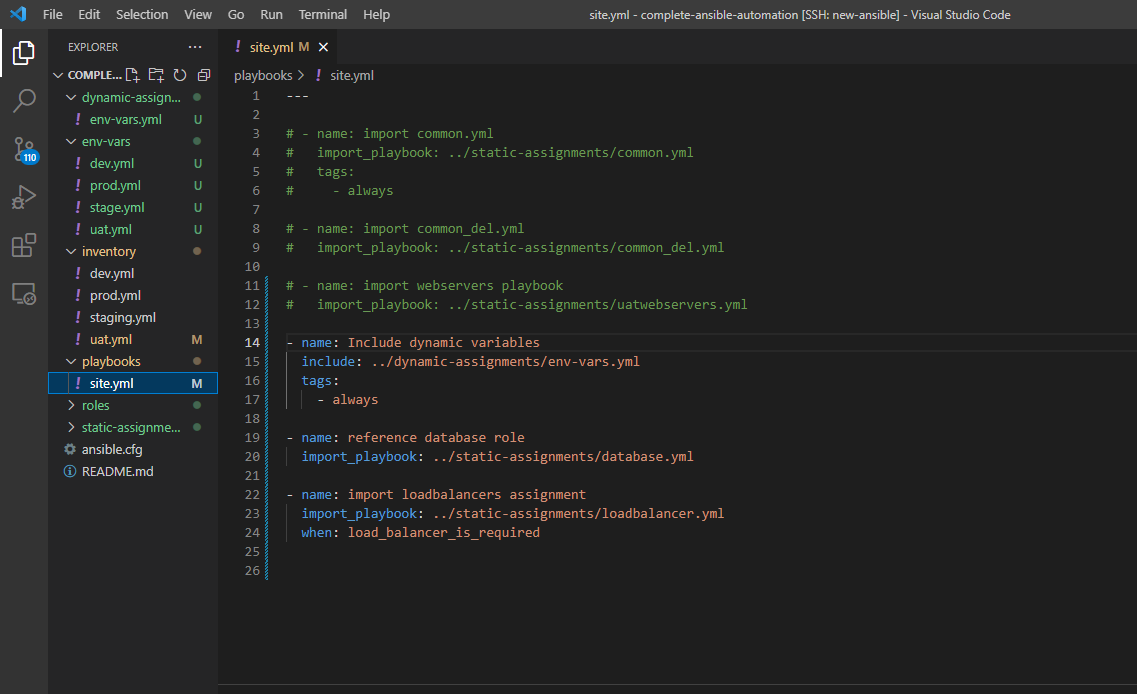 File Edit Selection View Go Run Terminal Help site.yml - complete-ansible-automation [SSH: new-ansible] - Visual Studio Code
EXPLORER ···
COMPLE...
dynamic-assign...
! env-vars.yml U
env-vars
! dev.yml U
! prod.yml U
! stage.yml U
! uat.yml U
inventory
! dev.yml
! prod.yml
! staging.yml
! uat.yml M
playbooks
! site.yml M
roles
static-assignme...
ansible.cfg
README.md
110
! site.yml M
playbooks > ! site.yml
1 ---
2
3 # - name: import common.yml
4 #   import_playbook: ../static-assignments/common.yml
5 #   tags:
6 #     - always
7
8 # - name: import common_del.yml
9 #   import_playbook: ../static-assignments/common_del.yml
10
11 # - name: import webservers playbook
12 #   import_playbook: ../static-assignments/uatwebservers.yml
13
14 - name: Include dynamic variables
15   include: ../dynamic-assignments/env-vars.yml
16   tags:
17     - always
18
19 - name: reference database role
20   import_playbook: ../static-assignments/database.yml
21
22 - name: import loadbalancers assignment
23   import_playbook: ../static-assignments/loadbalancer.yml
24   when: load_balancer_is_required
25
26